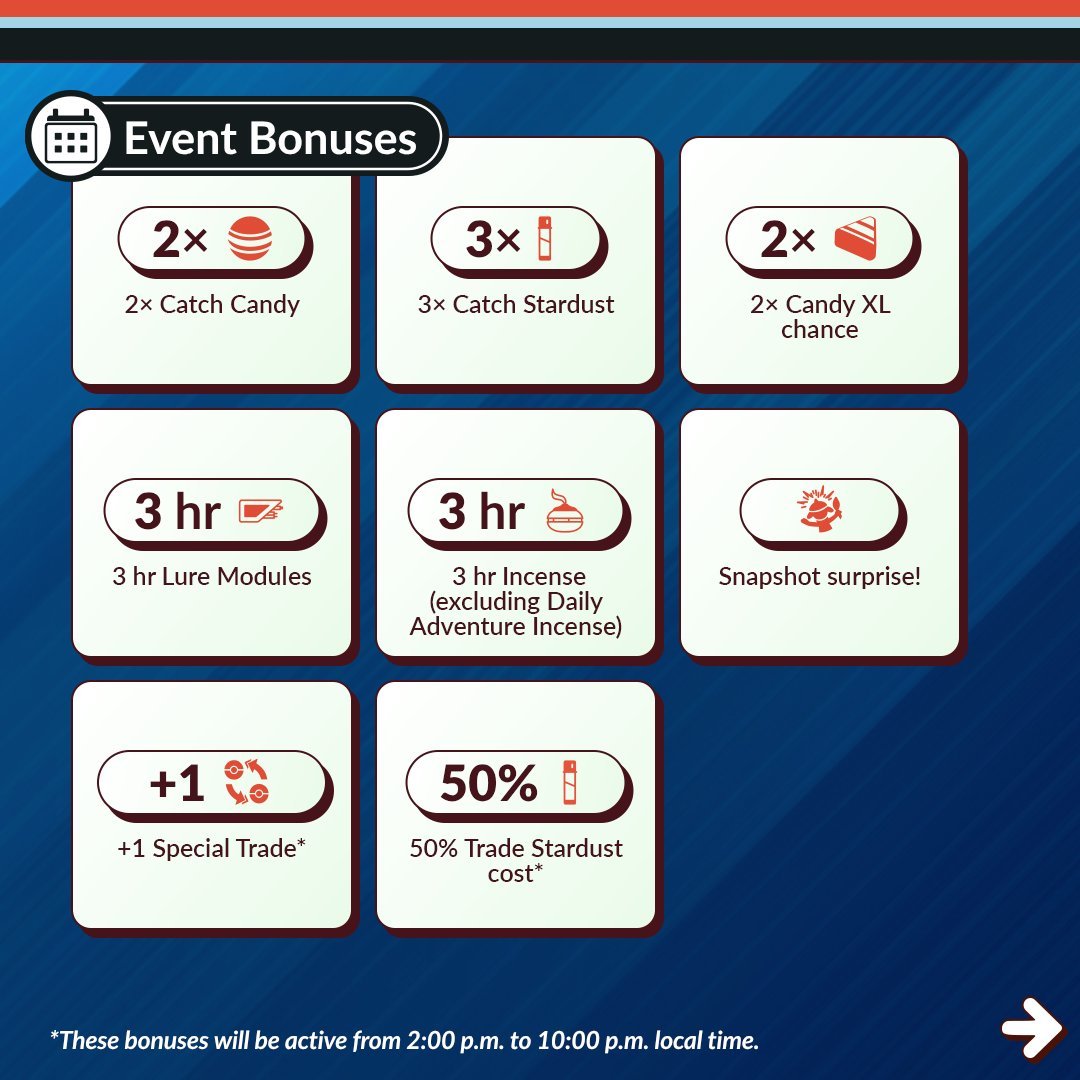 Event Bonuses
2×
2× Catch Candy
3×
3× Catch Stardust
2×
2× Candy XL
chance
3 hr
3 hr Lure Modules
3 hr
3 hr Incense
(excluding Daily
Adventure Incense)
Snapshot surprise!
+1
+1 Special Trade*
50%
50% Trade Stardust
cost*
*These bonuses will be active from 2:00 p.m. to 10:00 p.m. local time.